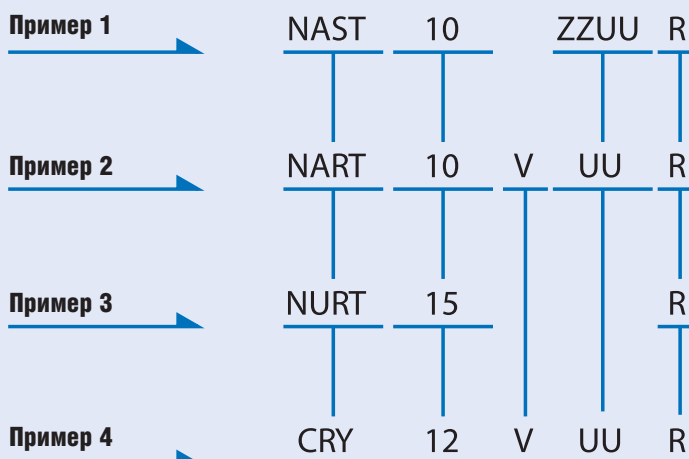 Пример 1 NAST 10 ZZUU R
Пример 2 NART 10 V UU R
Пример 3 NURT 15 R
Пример 4 CRY 12 V UU R